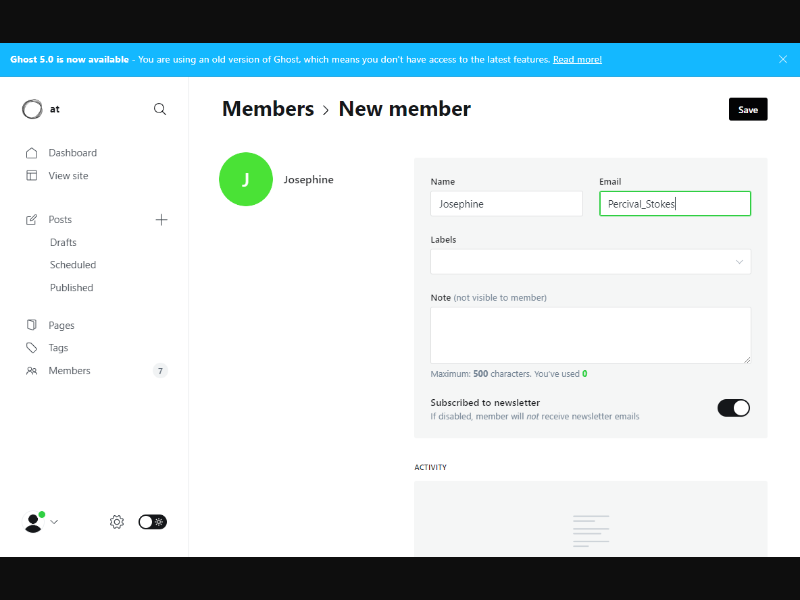 Ghost 5.0 is now available - You are using an old version of Ghost, which means you don't have access to the latest features. Read more!
at
Members > New member
Save
Dashboard
View site
Posts
Drafts
Scheduled
Published
Pages
Tags
Members 7
J
Josephine
Name
Email
Josephine
Percival_Stokes
Labels
Note (not visible to member)
Maximum: 500 characters. You've used 0
Subscribed to newsletter
If disabled, member will not receive newsletter emails
ACTIVITY